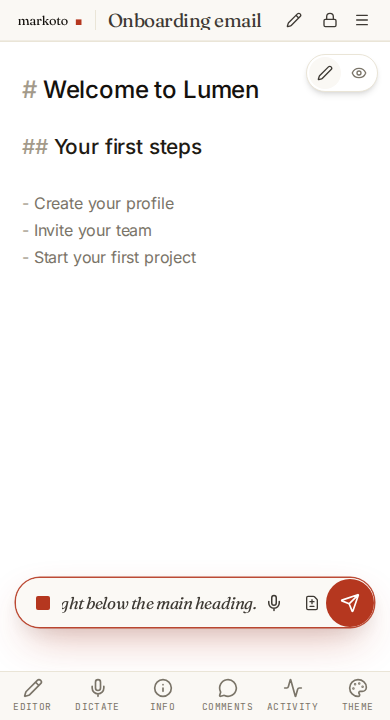 markoto
Onboarding email
# Welcome to Lumen
## Your first steps
- Create your profile
- Invite your team
- Start your first project
ght below the main heading.
EDITOR DICTATE INFO COMMENTS ACTIVITY THEME